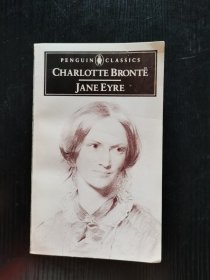 PENGUIN CLASSICS
CHARLOTTE BRONTË
JANE EYRE